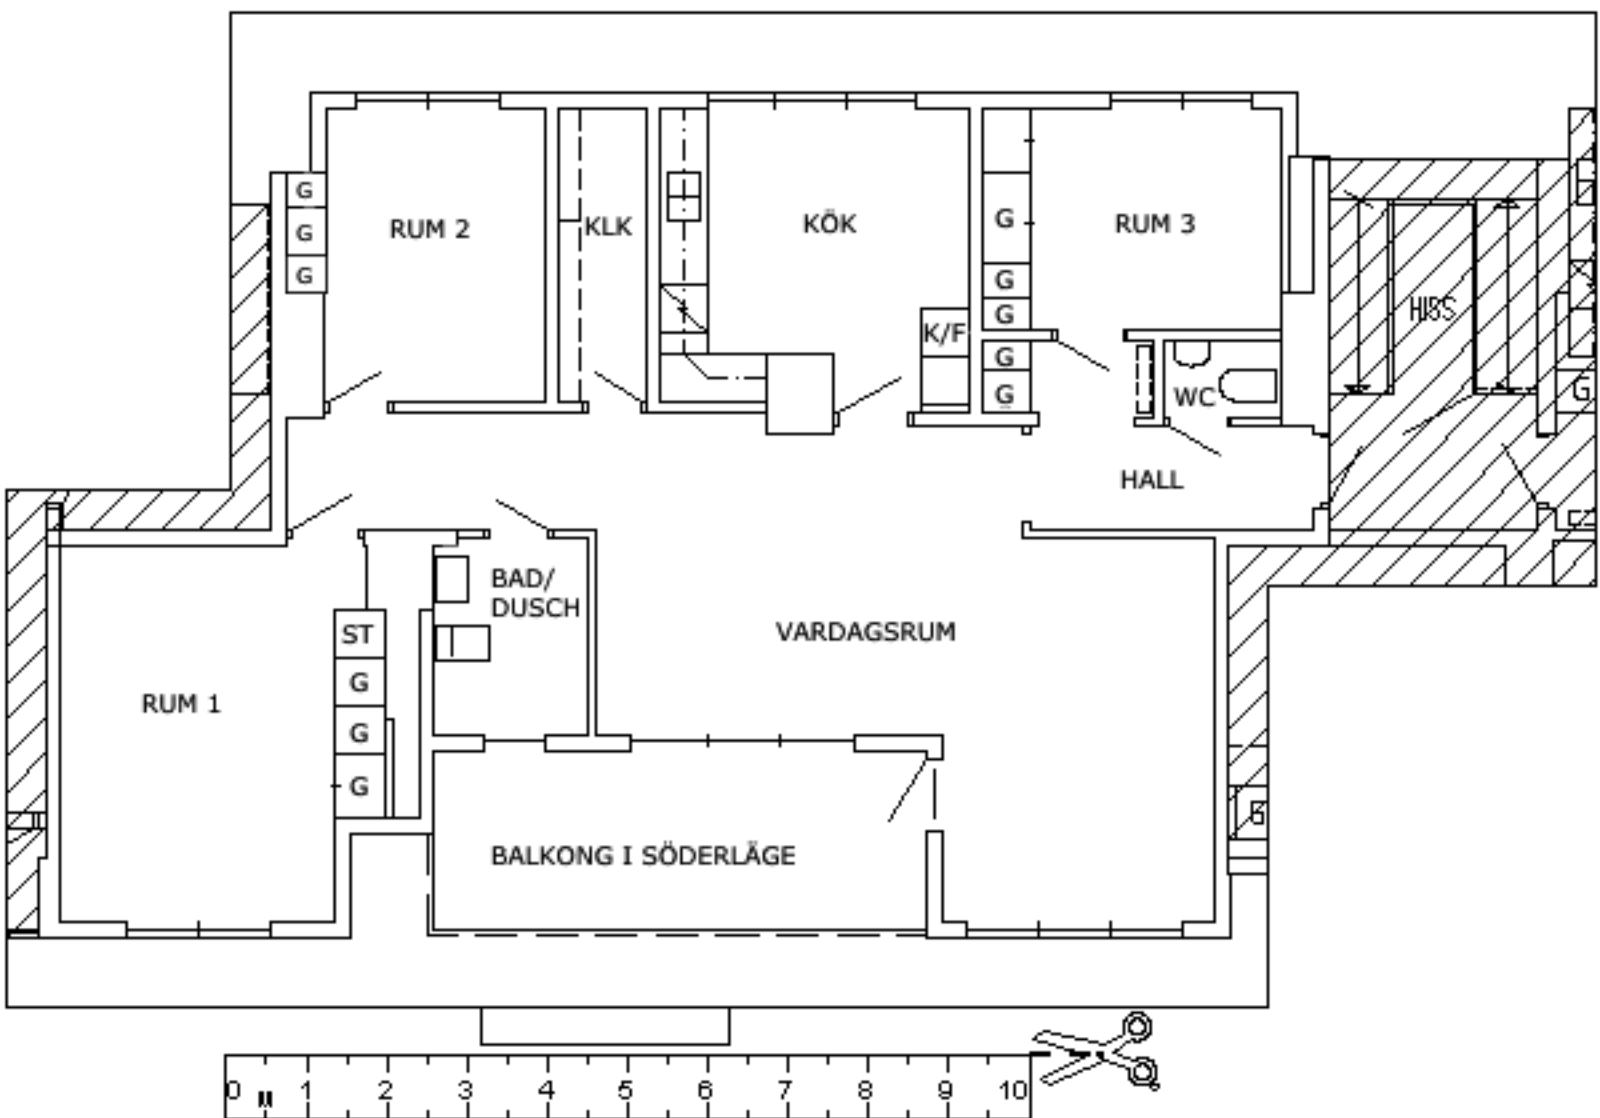 G
G
G
RUM 2
KLK
KÖK
K/F
G
G
G
G
G
RUM 3
WC
HISS
G
HALL
BAD/
DUSCH
VARDAGSRUM
RUM 1
ST
G
G
G
G
BALKONG I SÖDERLÄGE
0 M 1 2 3 4 5 6 7 8 9 10